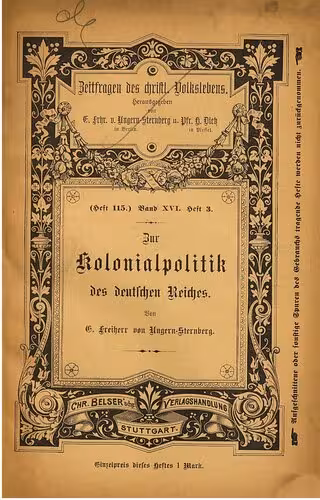 Zeitfragen des christl. Volkslebens.
Herausgegeben
von
E. Frhr. v. Ungern-Sternberg u. Pfr. H. Dietz
in Berlin.
in Messel.
(Heft 115.) Band XVI. Heft 3.
Zur
Kolonialpolitik
des deutschen Reiches.
Von
E. Freiherr von Ungern-Sternberg.
CHR. BELSER'sche VERLAGSHANDLUNG
STUTTGART.
Einzelpreis dieses Heftes 1 Mark.
Aufgeschnittene oder sonstige Spuren des Gebrauchs tragende Hefte werden nicht zurückgenommen.